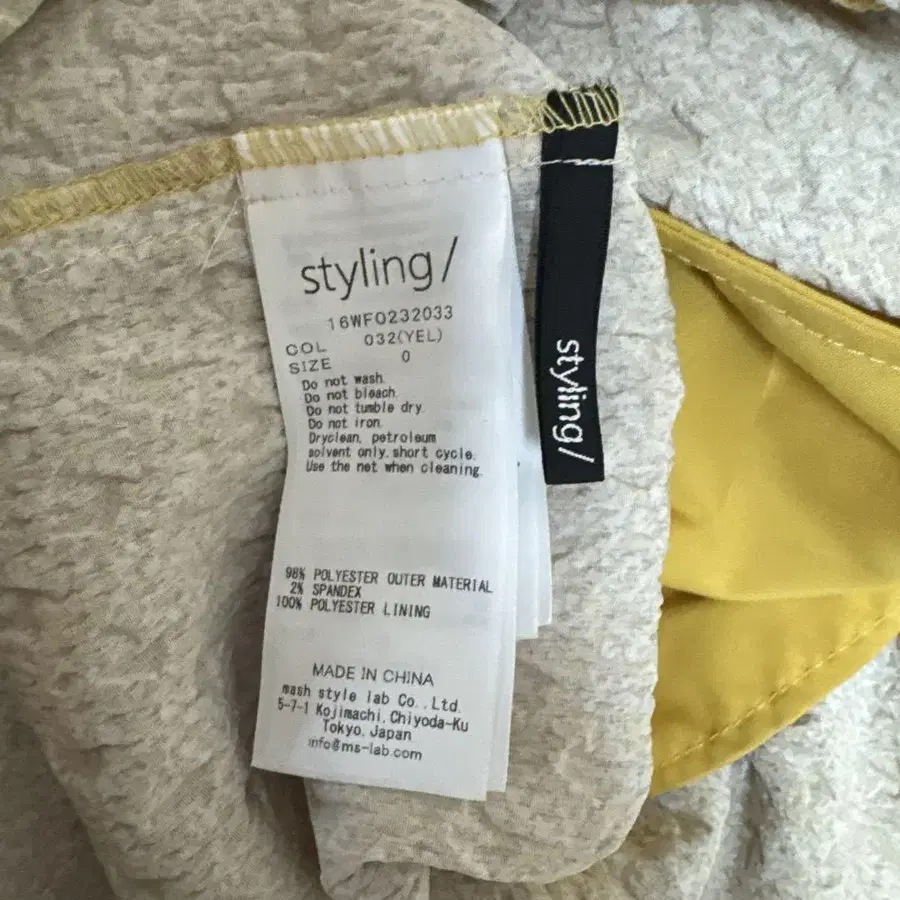 styling/
16WFO232033
COL 032(YEL)
SIZE 0
Do not wash.
Do not bleach.
Do not tumble dry.
Do not iron.
Dryclean, petroleum
solvent only.short cycle.
Use the net when cleaning.
98% POLYESTER OUTER MATERIAL
2% SPANDEX
100% POLYESTER LINING
MADE IN CHINA
mash style lab Co.,Ltd.
5-7-1 Kojimachi,Chiyoda-Ku
Tokyo,Japan
info@ms-lab.com
styling/